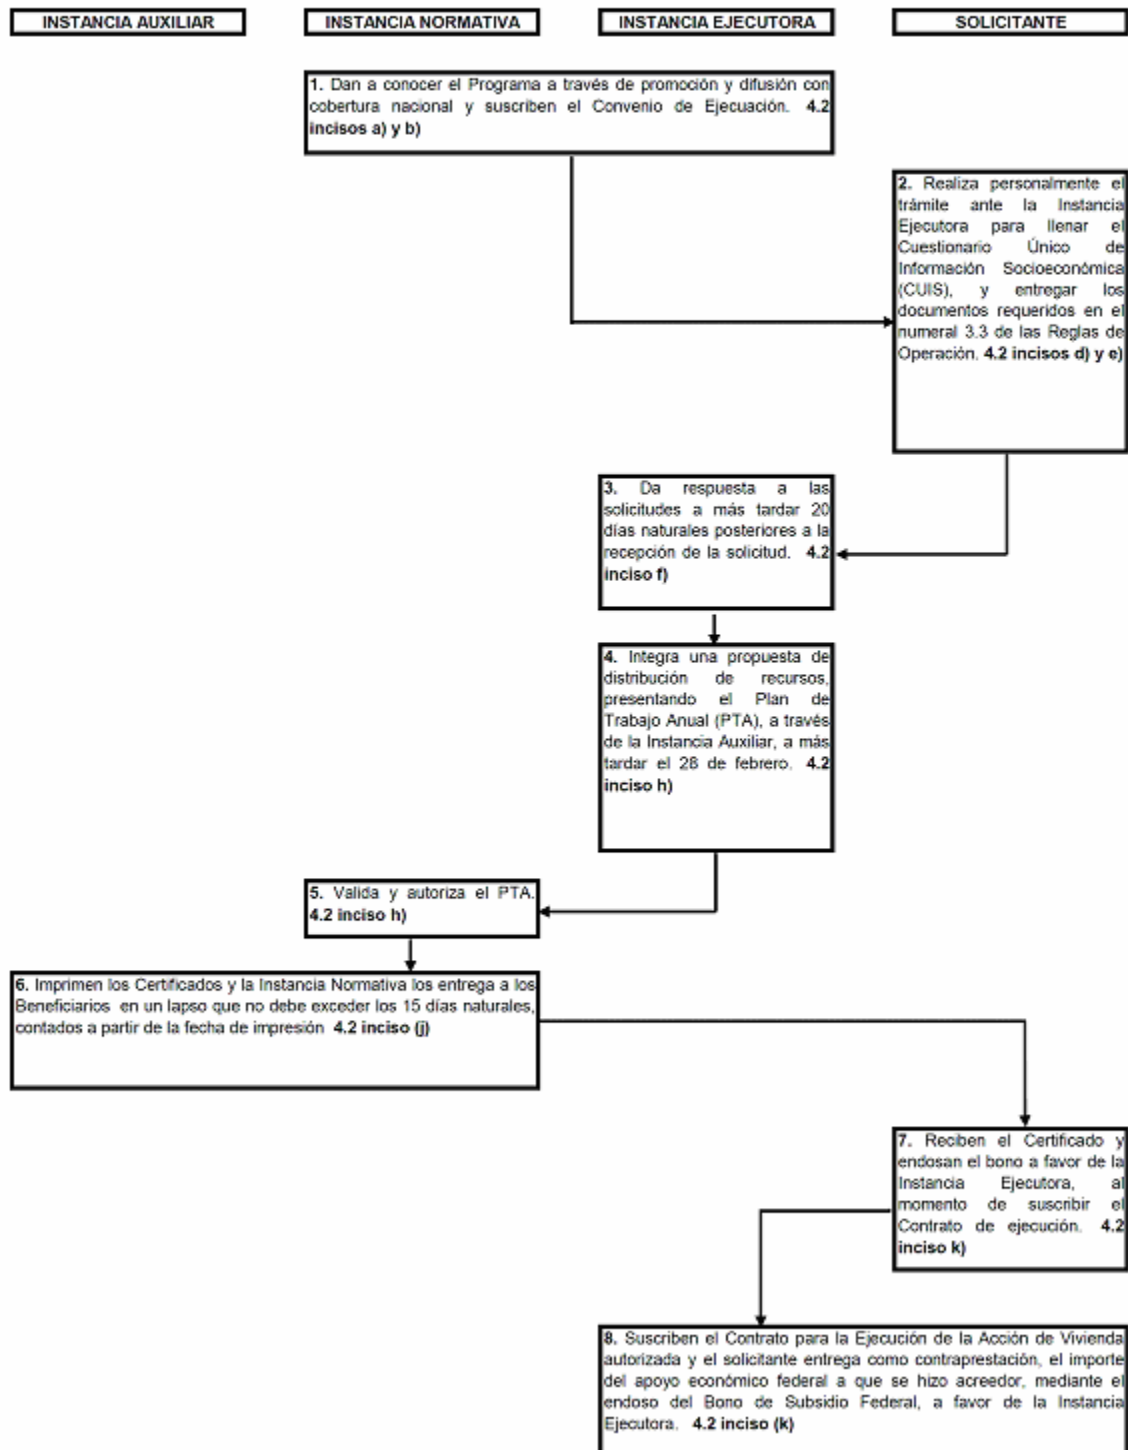 INSTANCIA AUXILIAR INSTANCIA NORMATIVA INSTANCIA EJECUTORA SOLICITANTE
1. Dan a conocer el Programa a través de promoción y difusión con
cobertura nacional y suscriben el Convenio de Ejecuación. 4.2
incisos a) y b)
2. Realiza personalmente el
trámite ante la Instancia
Ejecutora para llenar el
Cuestionario Único de
Información Socioeconómica
(CUIS), y entregar los
documentos requeridos en el
numeral 3.3 de las Reglas de
Operación. 4.2 incisos d) y e)
3. Da respuesta a las
solicitudes a más tardar 20
días naturales posteriores a la
recepción de la solicitud. 4.2
inciso f)
4. Integra una propuesta de
distribución de recursos,
presentando el Plan de
Trabajo Anual (PTA), a través
de la Instancia Auxiliar, a más
tardar el 28 de febrero. 4.2
inciso h)
5. Valida y autoriza el PTA.
4.2 inciso h)
6. Imprimen los Certificados y la Instancia Normativa los entrega a los
Beneficiarios en un lapso que no debe exceder los 15 días naturales,
contados a partir de la fecha de impresión 4.2 inciso (j)
7. Reciben el Certificado y
endosan el bono a favor de la
Instancia Ejecutora, al
momento de suscribir el
Contrato de ejecución. 4.2
inciso k)
8. Suscriben el Contrato para la Ejecución de la Acción de Vivienda
autorizada y el solicitante entrega como contraprestación, el importe
del apoyo económico federal a que se hizo acreedor, mediante el
endoso del Bono de Subsidio Federal, a favor de la Instancia
Ejecutora. 4.2 inciso (k)